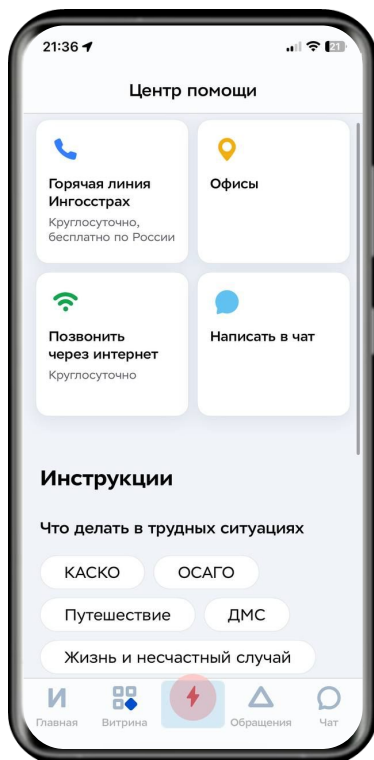 21:36
21
Центр помощи
Горячая линия
Ингосстрах
Круглосуточно,
бесплатно по России
Офисы
Позвонить
через интернет
Круглосуточно
Написать в чат
Инструкции
Что делать в трудных ситуациях
КАСКО
ОСАГО
Путешествие
ДМС
Жизнь и несчастный случай
Главная
Витрина
Обращения
Чат